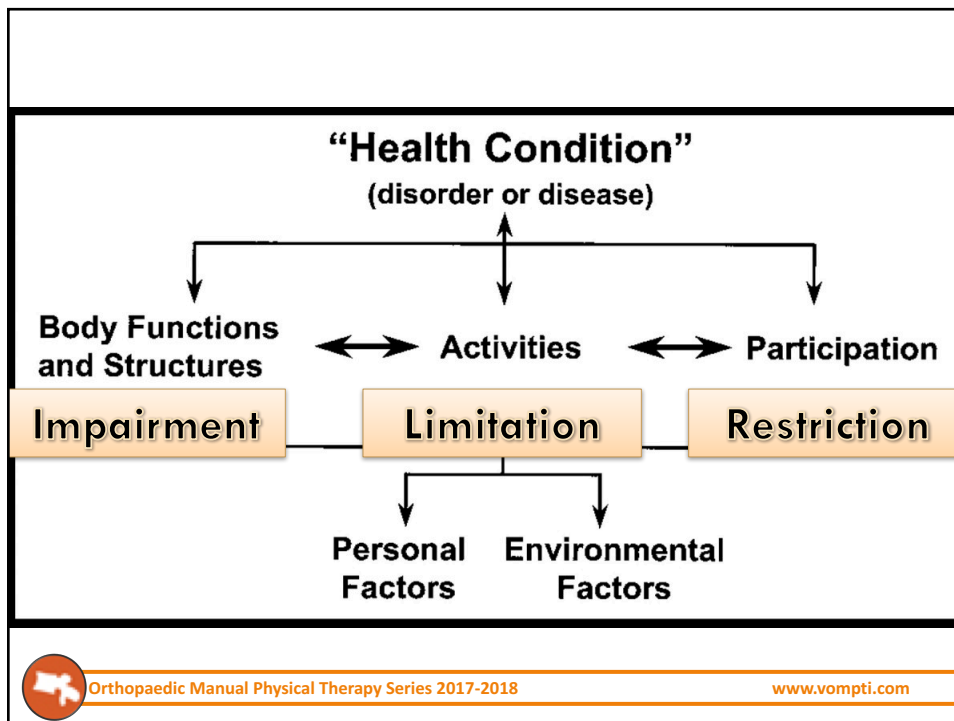 “Health Condition”
(disorder or disease)
Body Functions
and Structures
Activities
Participation
Impairment
Limitation
Restriction
Personal
Factors
Environmental
Factors
Orthopaedic Manual Physical Therapy Series 2017-2018
www.vompti.com